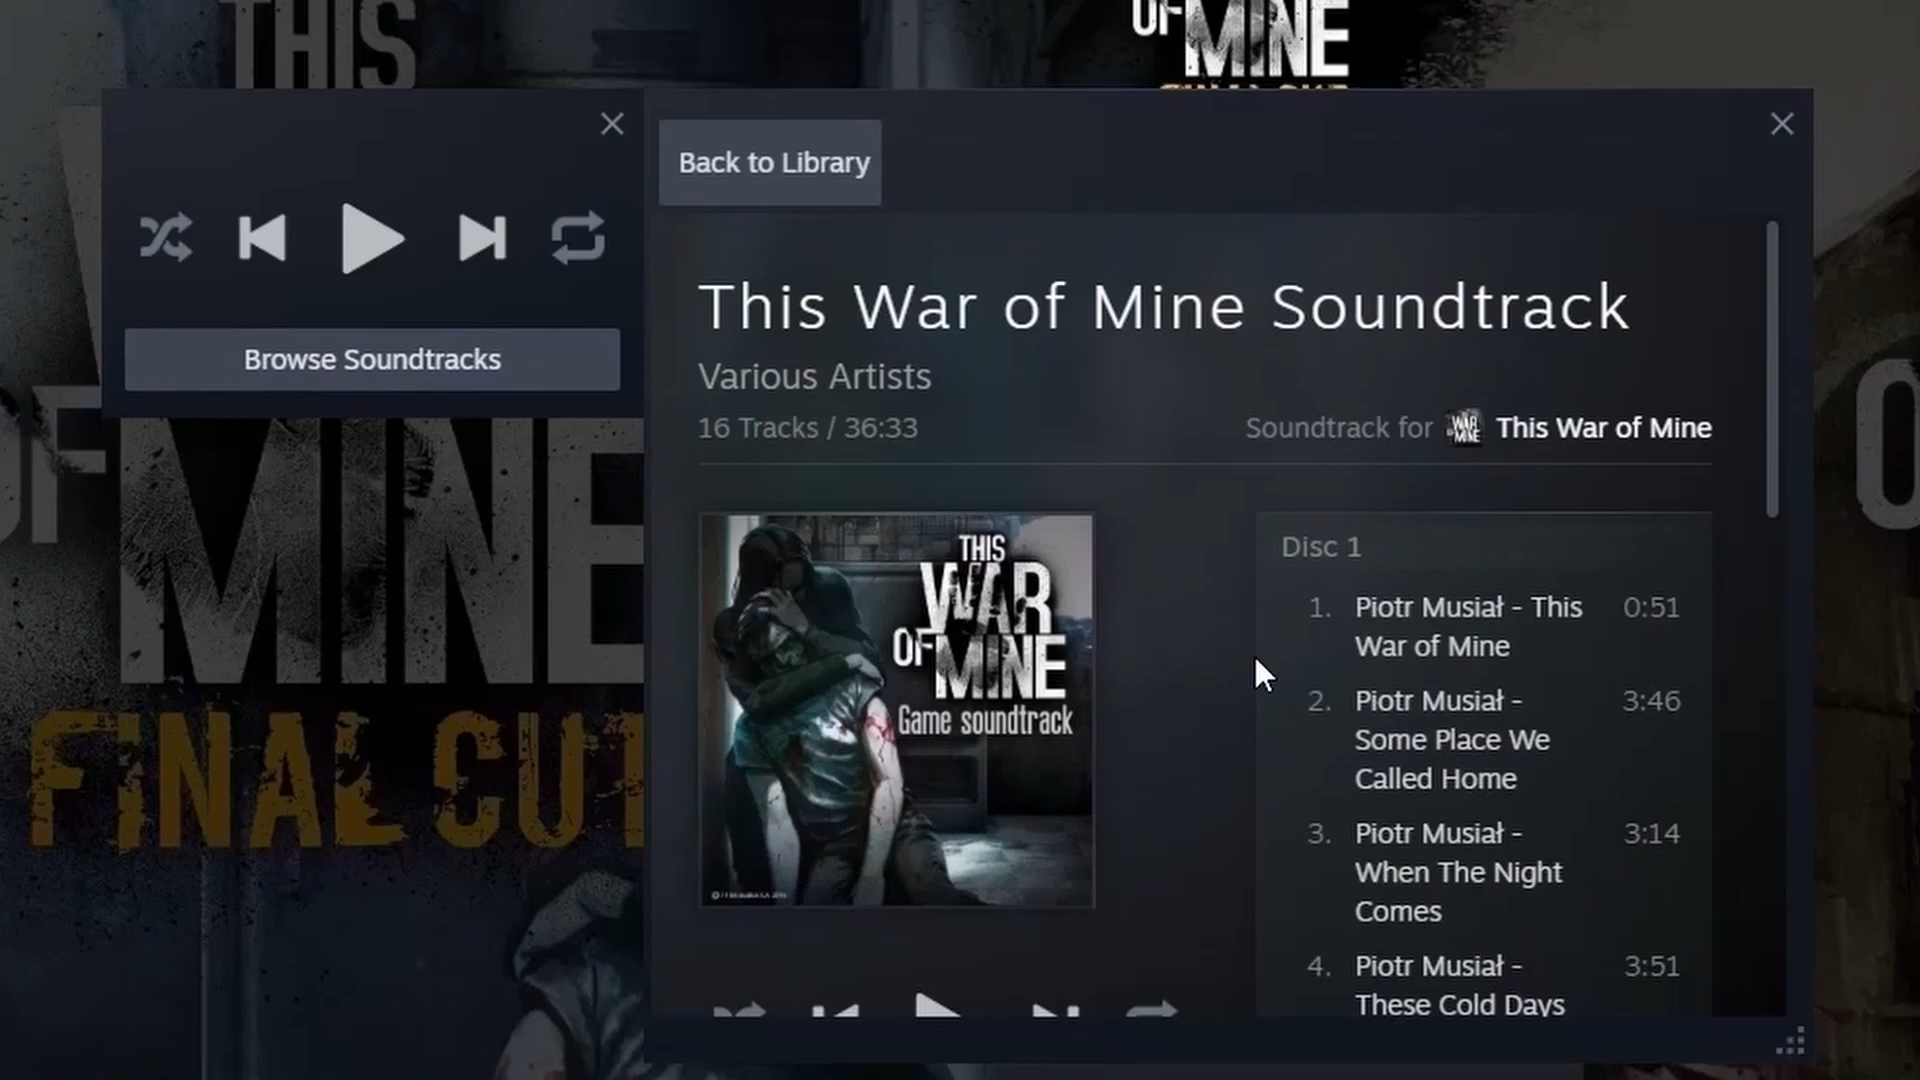 THIS
OF MINE
Back to Library
Browse Soundtracks
This War of Mine Soundtrack
Various Artists
16 Tracks / 36:33
Soundtrack for This War of Mine
OF
MINE
FINAL CUT
THIS
WAR
OF MINE
Game soundtrack
Disc 1
1. Piotr Musiał - This 0:51
War of Mine
2. Piotr Musiał - 3:46
Some Place We
Called Home
3. Piotr Musiał - 3:14
When The Night
Comes
4. Piotr Musiał - 3:51
These Cold Days